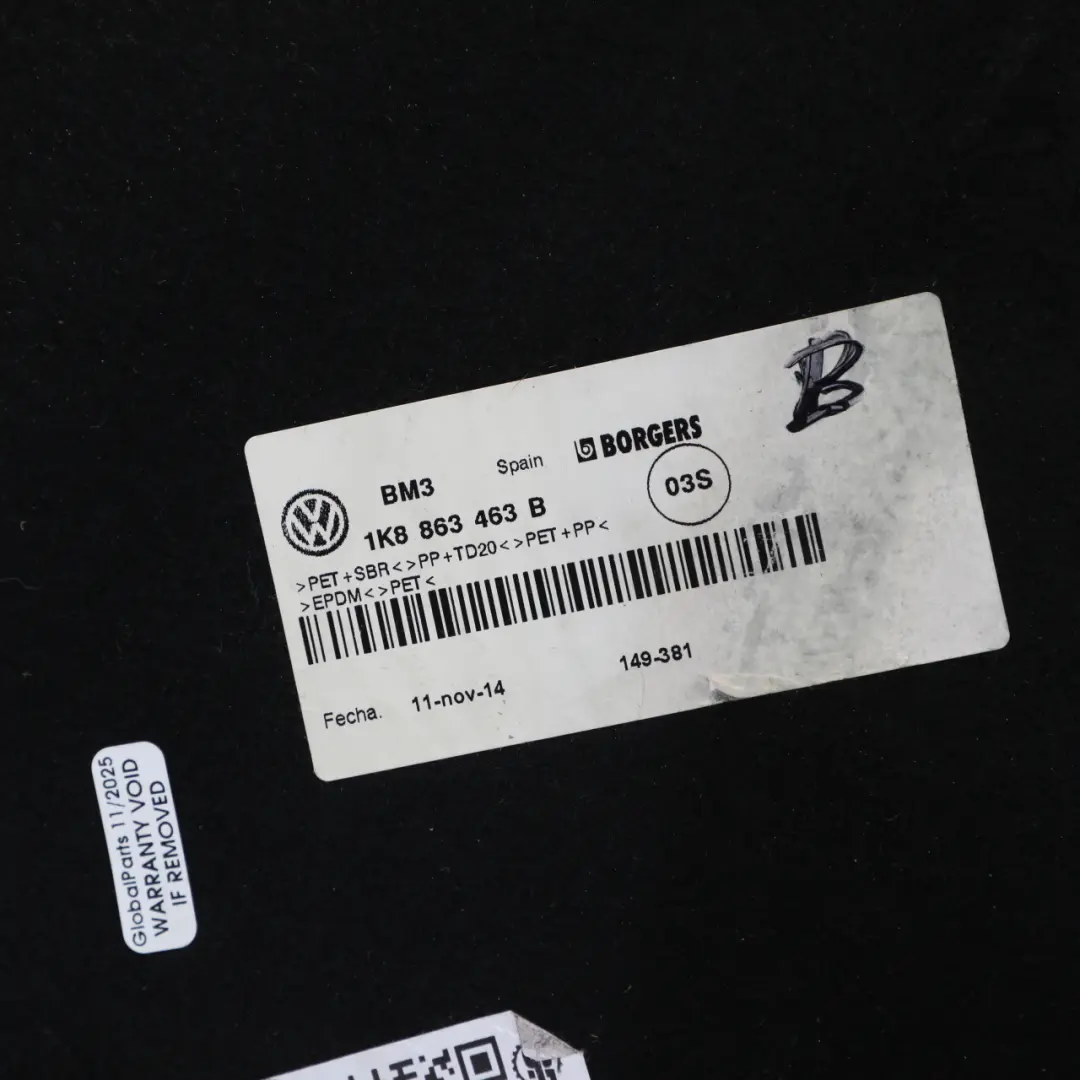 B
Spain BORGERS
BM3
03S
1K8 863 463 B
>PET+SBR<>PP+TD20<>PET+PP<
>EPDM<>PET<
149-381
Fecha. 11-nov-14
GlobalParts 11/2025
WARRANTY VOID
IF REMOVED